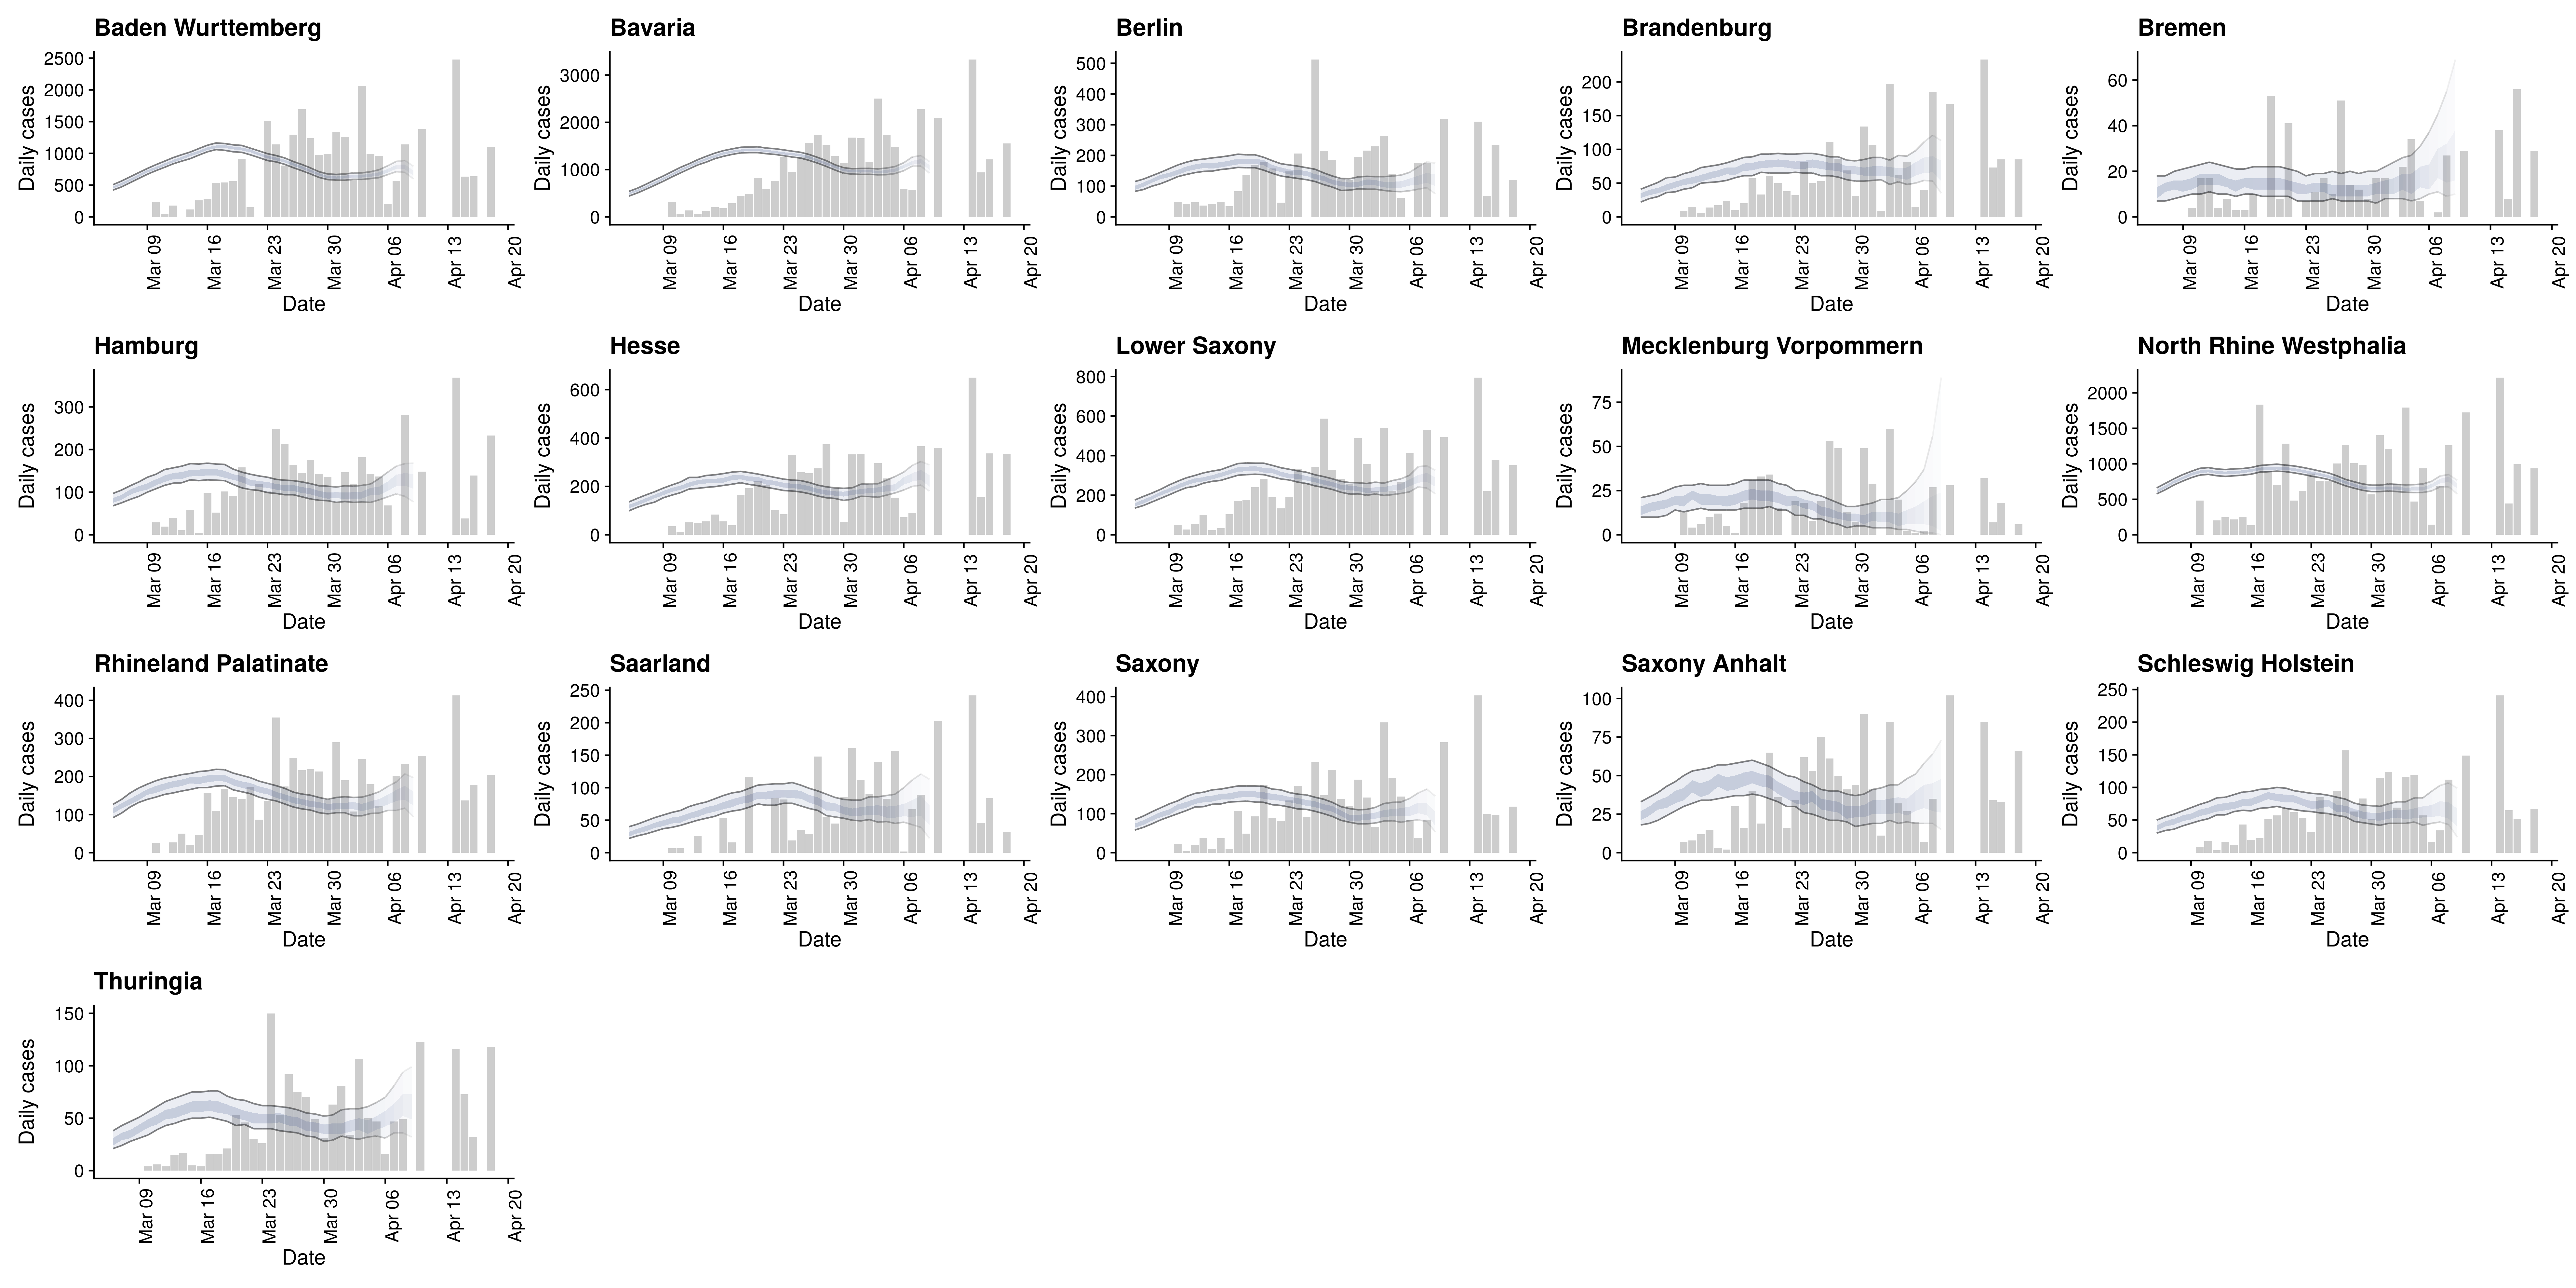 Baden Wurttemberg
Daily cases
2500
2000
1500
1000
500
0
Mar 09
Mar 16
Mar 23
Mar 30
Apr 06
Apr 13
Apr 20
Date
Bavaria
Daily cases
3000
2000
1000
0
Mar 09
Mar 16
Mar 23
Mar 30
Apr 06
Apr 13
Apr 20
Date
Berlin
Daily cases
500
400
300
200
100
0
Mar 09
Mar 16
Mar 23
Mar 30
Apr 06
Apr 13
Apr 20
Date
Brandenburg
Daily cases
200
150
100
50
0
Mar 09
Mar 16
Mar 23
Mar 30
Apr 06
Apr 13
Apr 20
Date
Bremen
Daily cases
60
40
20
0
Mar 09
Mar 16
Mar 23
Mar 30
Apr 06
Apr 13
Apr 20
Date
Hamburg
Daily cases
300
200
100
0
Mar 09
Mar 16
Mar 23
Mar 30
Apr 06
Apr 13
Apr 20
Date
Hesse
Daily cases
600
400
200
0
Mar 09
Mar 16
Mar 23
Mar 30
Apr 06
Apr 13
Apr 20
Date
Lower Saxony
Daily cases
800
600
400
200
0
Mar 09
Mar 16
Mar 23
Mar 30
Apr 06
Apr 13
Apr 20
Date
Mecklenburg Vorpommern
Daily cases
75
50
25
0
Mar 09
Mar 16
Mar 23
Mar 30
Apr 06
Apr 13
Apr 20
Date
North Rhine Westphalia
Daily cases
2000
1500
1000
500
0
Mar 09
Mar 16
Mar 23
Mar 30
Apr 06
Apr 13
Apr 20
Date
Rhineland Palatinate
Daily cases
400
300
200
100
0
Mar 09
Mar 16
Mar 23
Mar 30
Apr 06
Apr 13
Apr 20
Date
Saarland
Daily cases
250
200
150
100
50
0
Mar 09
Mar 16
Mar 23
Mar 30
Apr 06
Apr 13
Apr 20
Date
Saxony
Daily cases
400
300
200
100
0
Mar 09
Mar 16
Mar 23
Mar 30
Apr 06
Apr 13
Apr 20
Date
Saxony Anhalt
Daily cases
100
75
50
25
0
Mar 09
Mar 16
Mar 23
Mar 30
Apr 06
Apr 13
Apr 20
Date
Schleswig Holstein
Daily cases
250
200
150
100
50
0
Mar 09
Mar 16
Mar 23
Mar 30
Apr 06
Apr 13
Apr 20
Date
Thuringia
Daily cases
150
100
50
0
Mar 09
Mar 16
Mar 23
Mar 30
Apr 06
Apr 13
Apr 20
Date